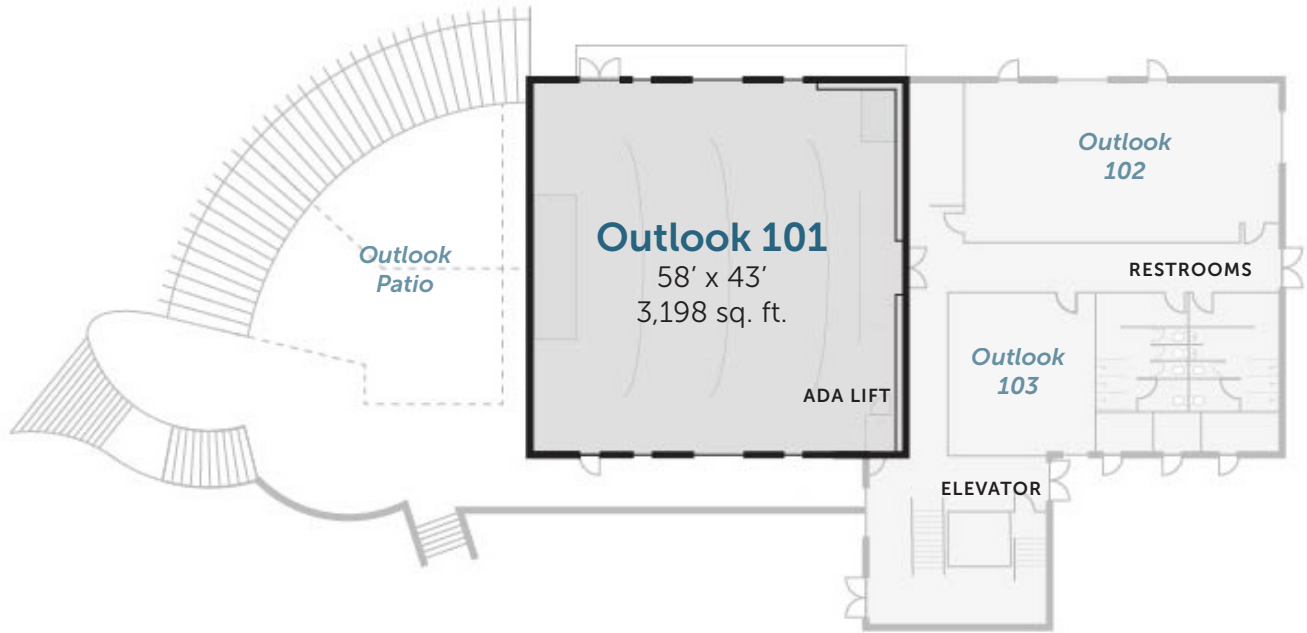 Outlook
102
Outlook 101
58’ x 43’
3,198 sq. ft.
Outlook
Patio
RESTROOMS
Outlook
103
ADA LIFT
ELEVATOR